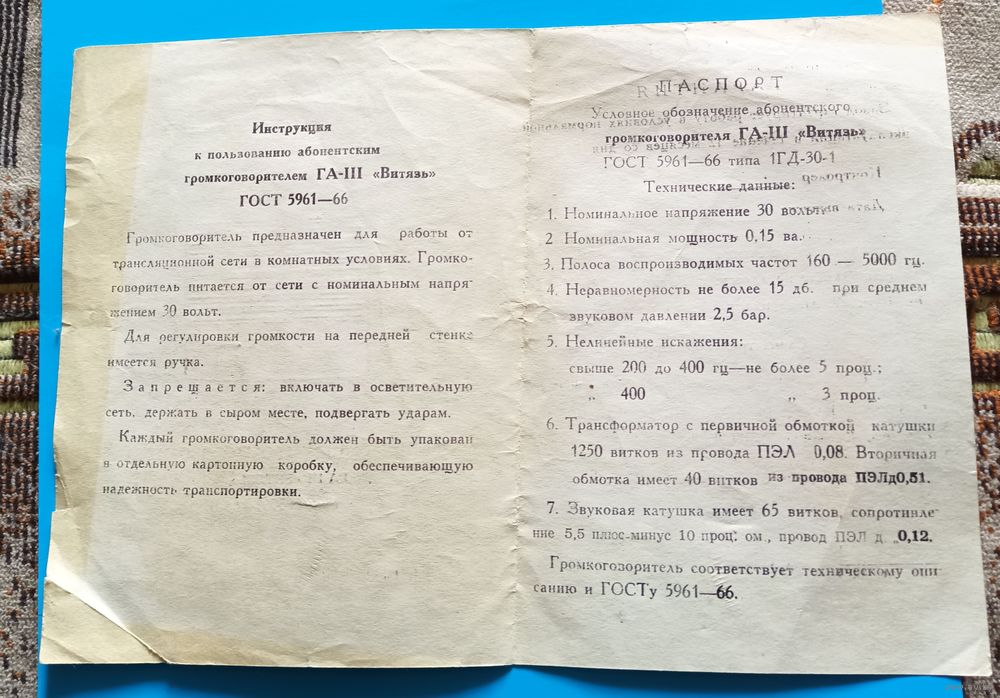 Инструкция
к пользованию абонентским
громкоговорителем ГА-III «Витязь»
ГОСТ 5961—66
Громкоговоритель предназначен для работы от
трансляционной сети в комнатных условиях. Громко-
говоритель питается от сети с номинальным напря-
жением 30 вольт.
Для регулировки громкости на передней стенке
имеется ручка.
Запрещается: включать в осветительную
сеть, держать в сыром месте, подвергать ударам.
Каждый громкоговоритель должен быть упакован
в отдельную картонную коробку, обеспечивающую
надежность транспортировки.
ПАСПОРТ
Условное обозначение абонентского
громкоговорителя ГА-III «Витязь»
ГОСТ 5961—66 типа 1ГД-30-1
Технические данные:
1. Номинальное напряжение 30 вольт
2 Номинальная мощность 0,15 ва.
3. Полоса воспроизводимых частот 160 — 5000 гц.
4. Неравномерность не более 15 дб. при среднем
звуковом давлении 2,5 бар.
5. Нелинейные искажения:
свыше 200 до 400 гц—не более 5 проц.;
„ 400 „ 3 проц.
6. Трансформатор с первичной обмоткой катушки
1250 витков из провода ПЭЛ 0,08. Вторичная
обмотка имеет 40 витков из провода ПЭЛд0,51.
7. Звуковая катушка имеет 65 витков, сопротивле-
ние 5,5 плюс-минус 10 проц. ом., провод ПЭЛ д 0,12.
Громкоговоритель соответствует техническому опи
санию и ГОСТу 5961—66.